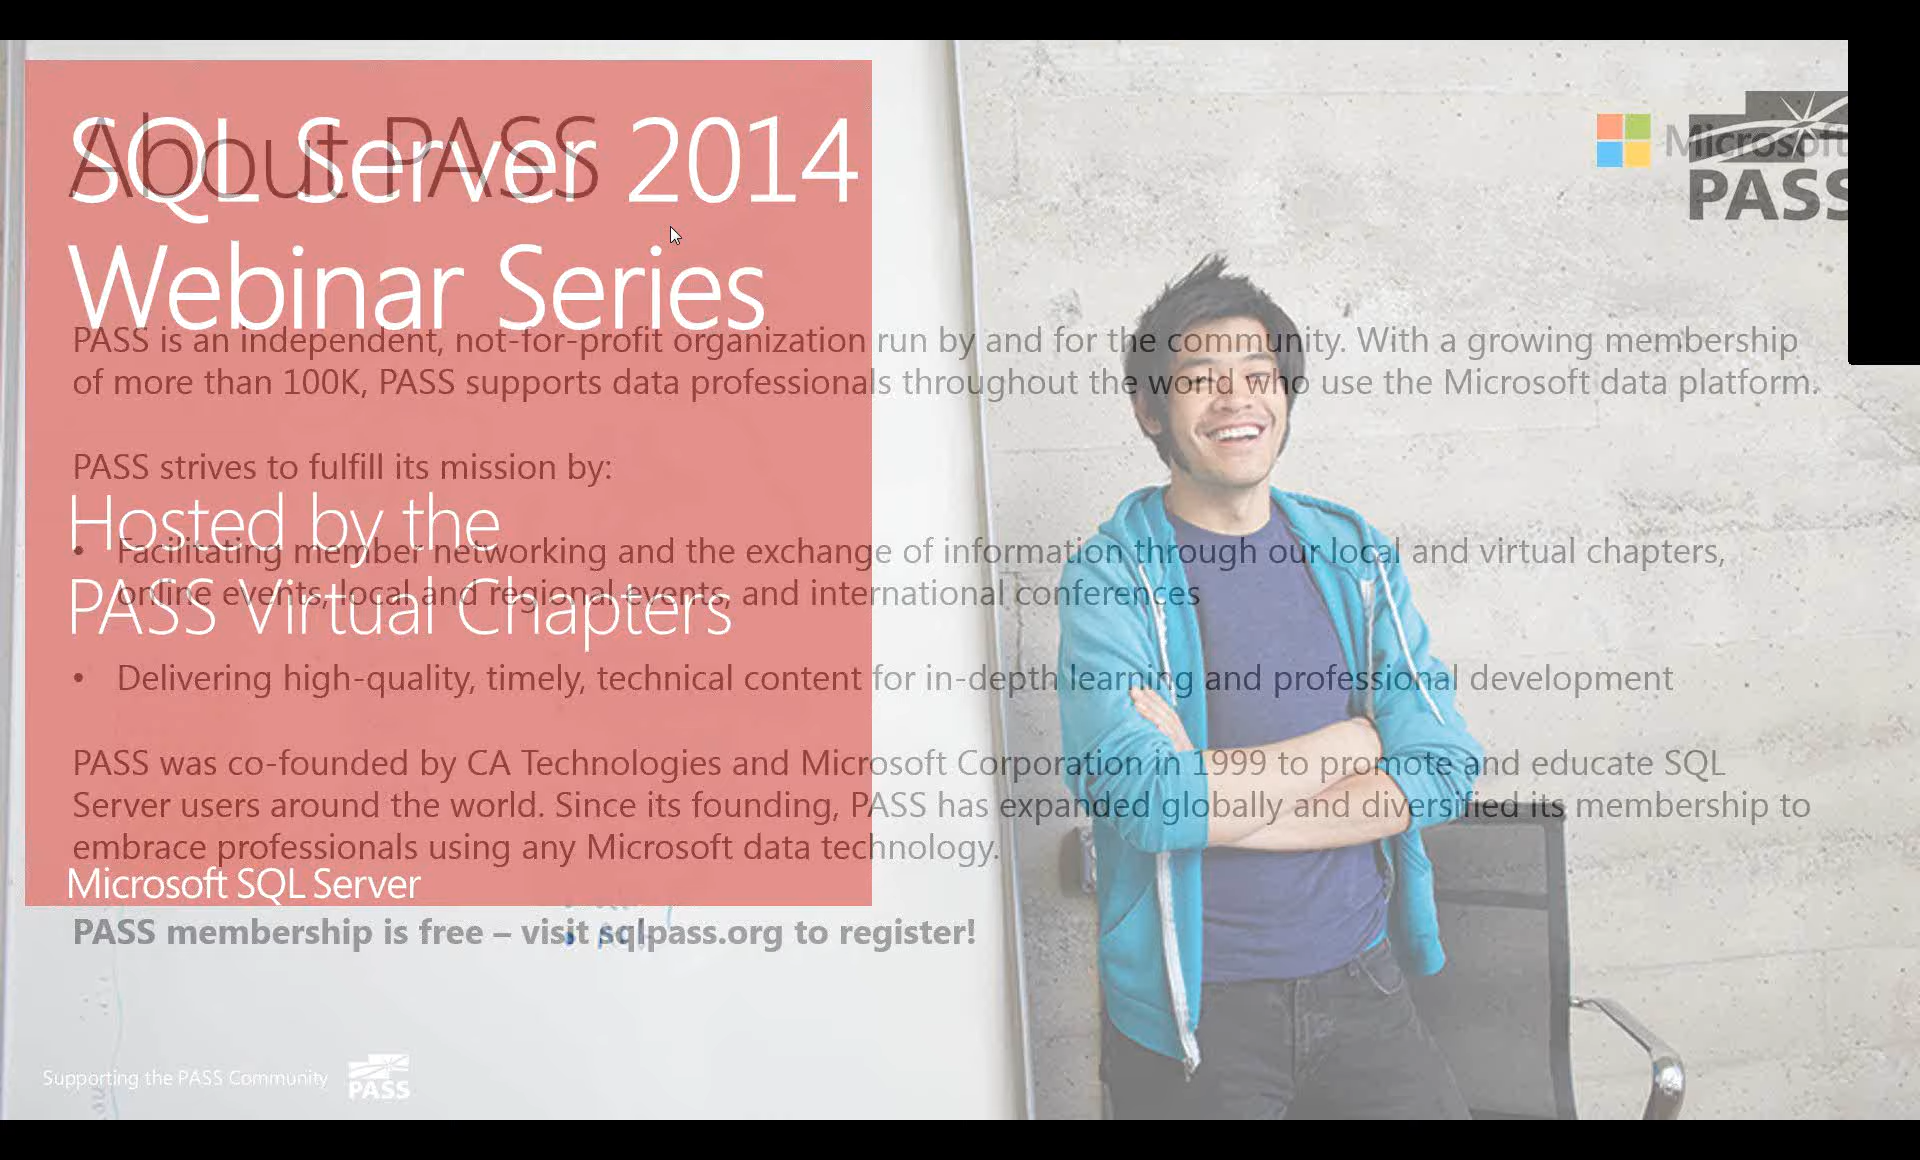 SQL Server 2014
Webinar Series
Hosted by the
PASS Virtual Chapters
Microsoft SQL Server
Supporting the PASS Community
PASS
Microsoft
PASS
About PASS
PASS is an independent, not-for-profit organization run by and for the community. With a growing membership
of more than 100K, PASS supports data professionals throughout the world who use the Microsoft data platform.
PASS strives to fulfill its mission by:
• Facilitating member networking and the exchange of information through our local and virtual chapters,
online events, local and regional events, and international conferences
• Delivering high-quality, timely, technical content for in-depth learning and professional development
PASS was co-founded by CA Technologies and Microsoft Corporation in 1999 to promote and educate SQL
Server users around the world. Since its founding, PASS has expanded globally and diversified its membership to
embrace professionals using any Microsoft data technology.
PASS membership is free – visit sqlpass.org to register!